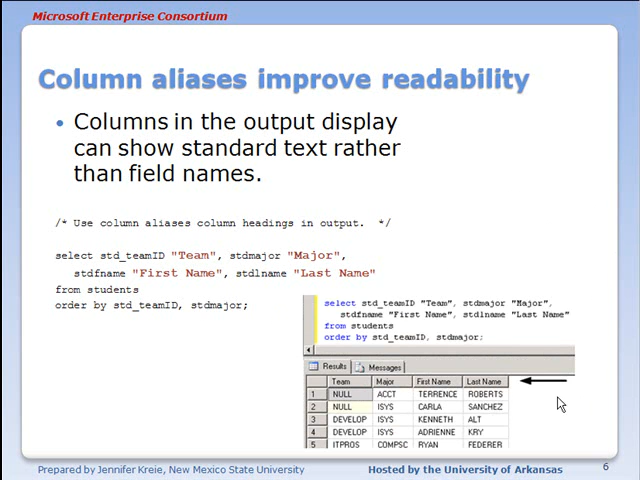 Microsoft Enterprise Consortium
Column aliases improve readability
• Columns in the output display
can show standard text rather
than field names.
/* Use column aliases column headings in output.  */
select std_teamID "Team", stdmajor "Major",
stdfname "First Name", stdlname "Last Name"
from students
order by std_teamID, stdmajor;
select std_teamID "Team", stdmajor "Major",
stdfname "First Name", stdlname "Last Name"
from students
order by std_teamID, stdmajor;
Results Messages
Team Major First Name Last Name
1 NULL ACCT TERRENCE ROBERTS
2 NULL ISYS CARLA SANCHEZ
3 DEVELOP ISYS KENNETH ALT
4 DEVELOP ISYS ADRIENNE KRY
5 ITPROS COMPSC RYAN FEDERER
Prepared by Jennifer Kreie, New Mexico State University
Hosted by the University of Arkansas
6